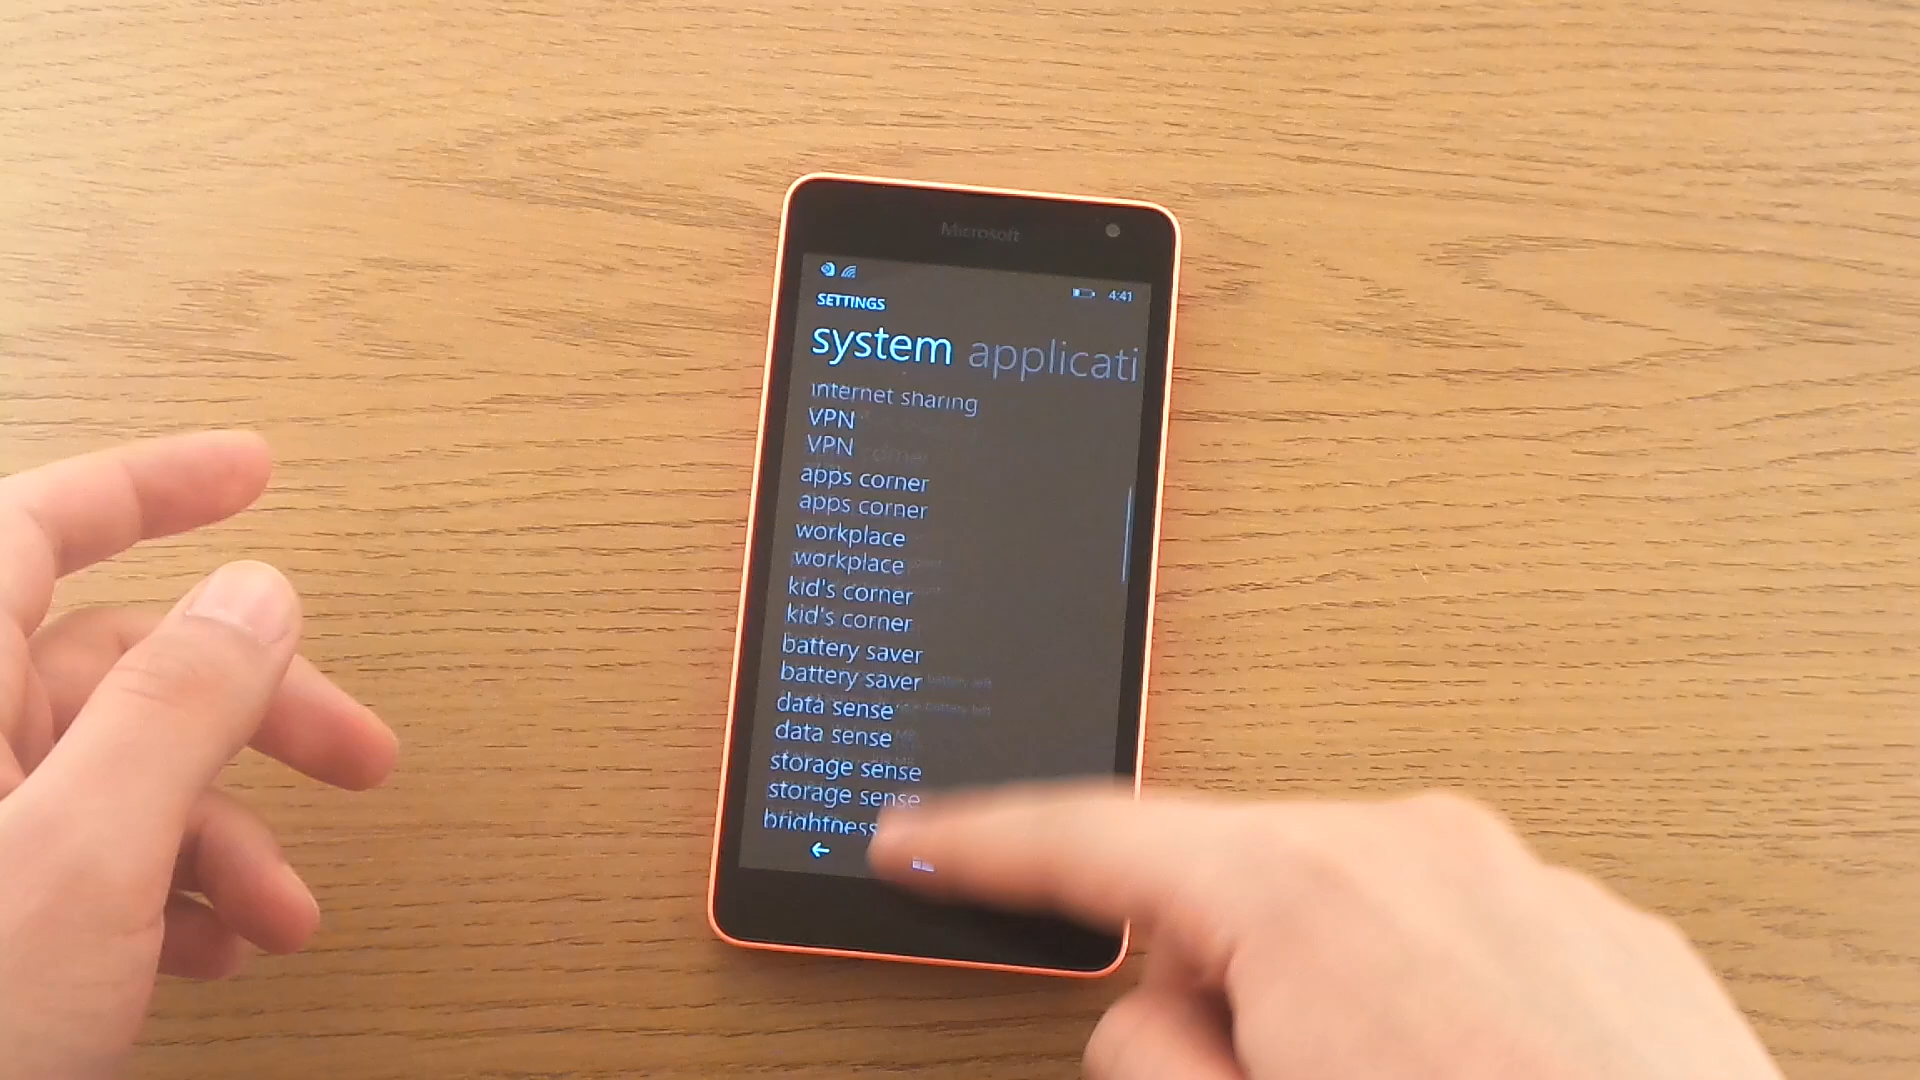 Microsoft
4:41
SETTINGS
system applicati
internet sharing
VPN
VPN
apps corner
apps corner
workplace
workplace
kid's corner
kid's corner
battery saver
battery saver
data sense
data sense
storage sense
storage sense
brightness